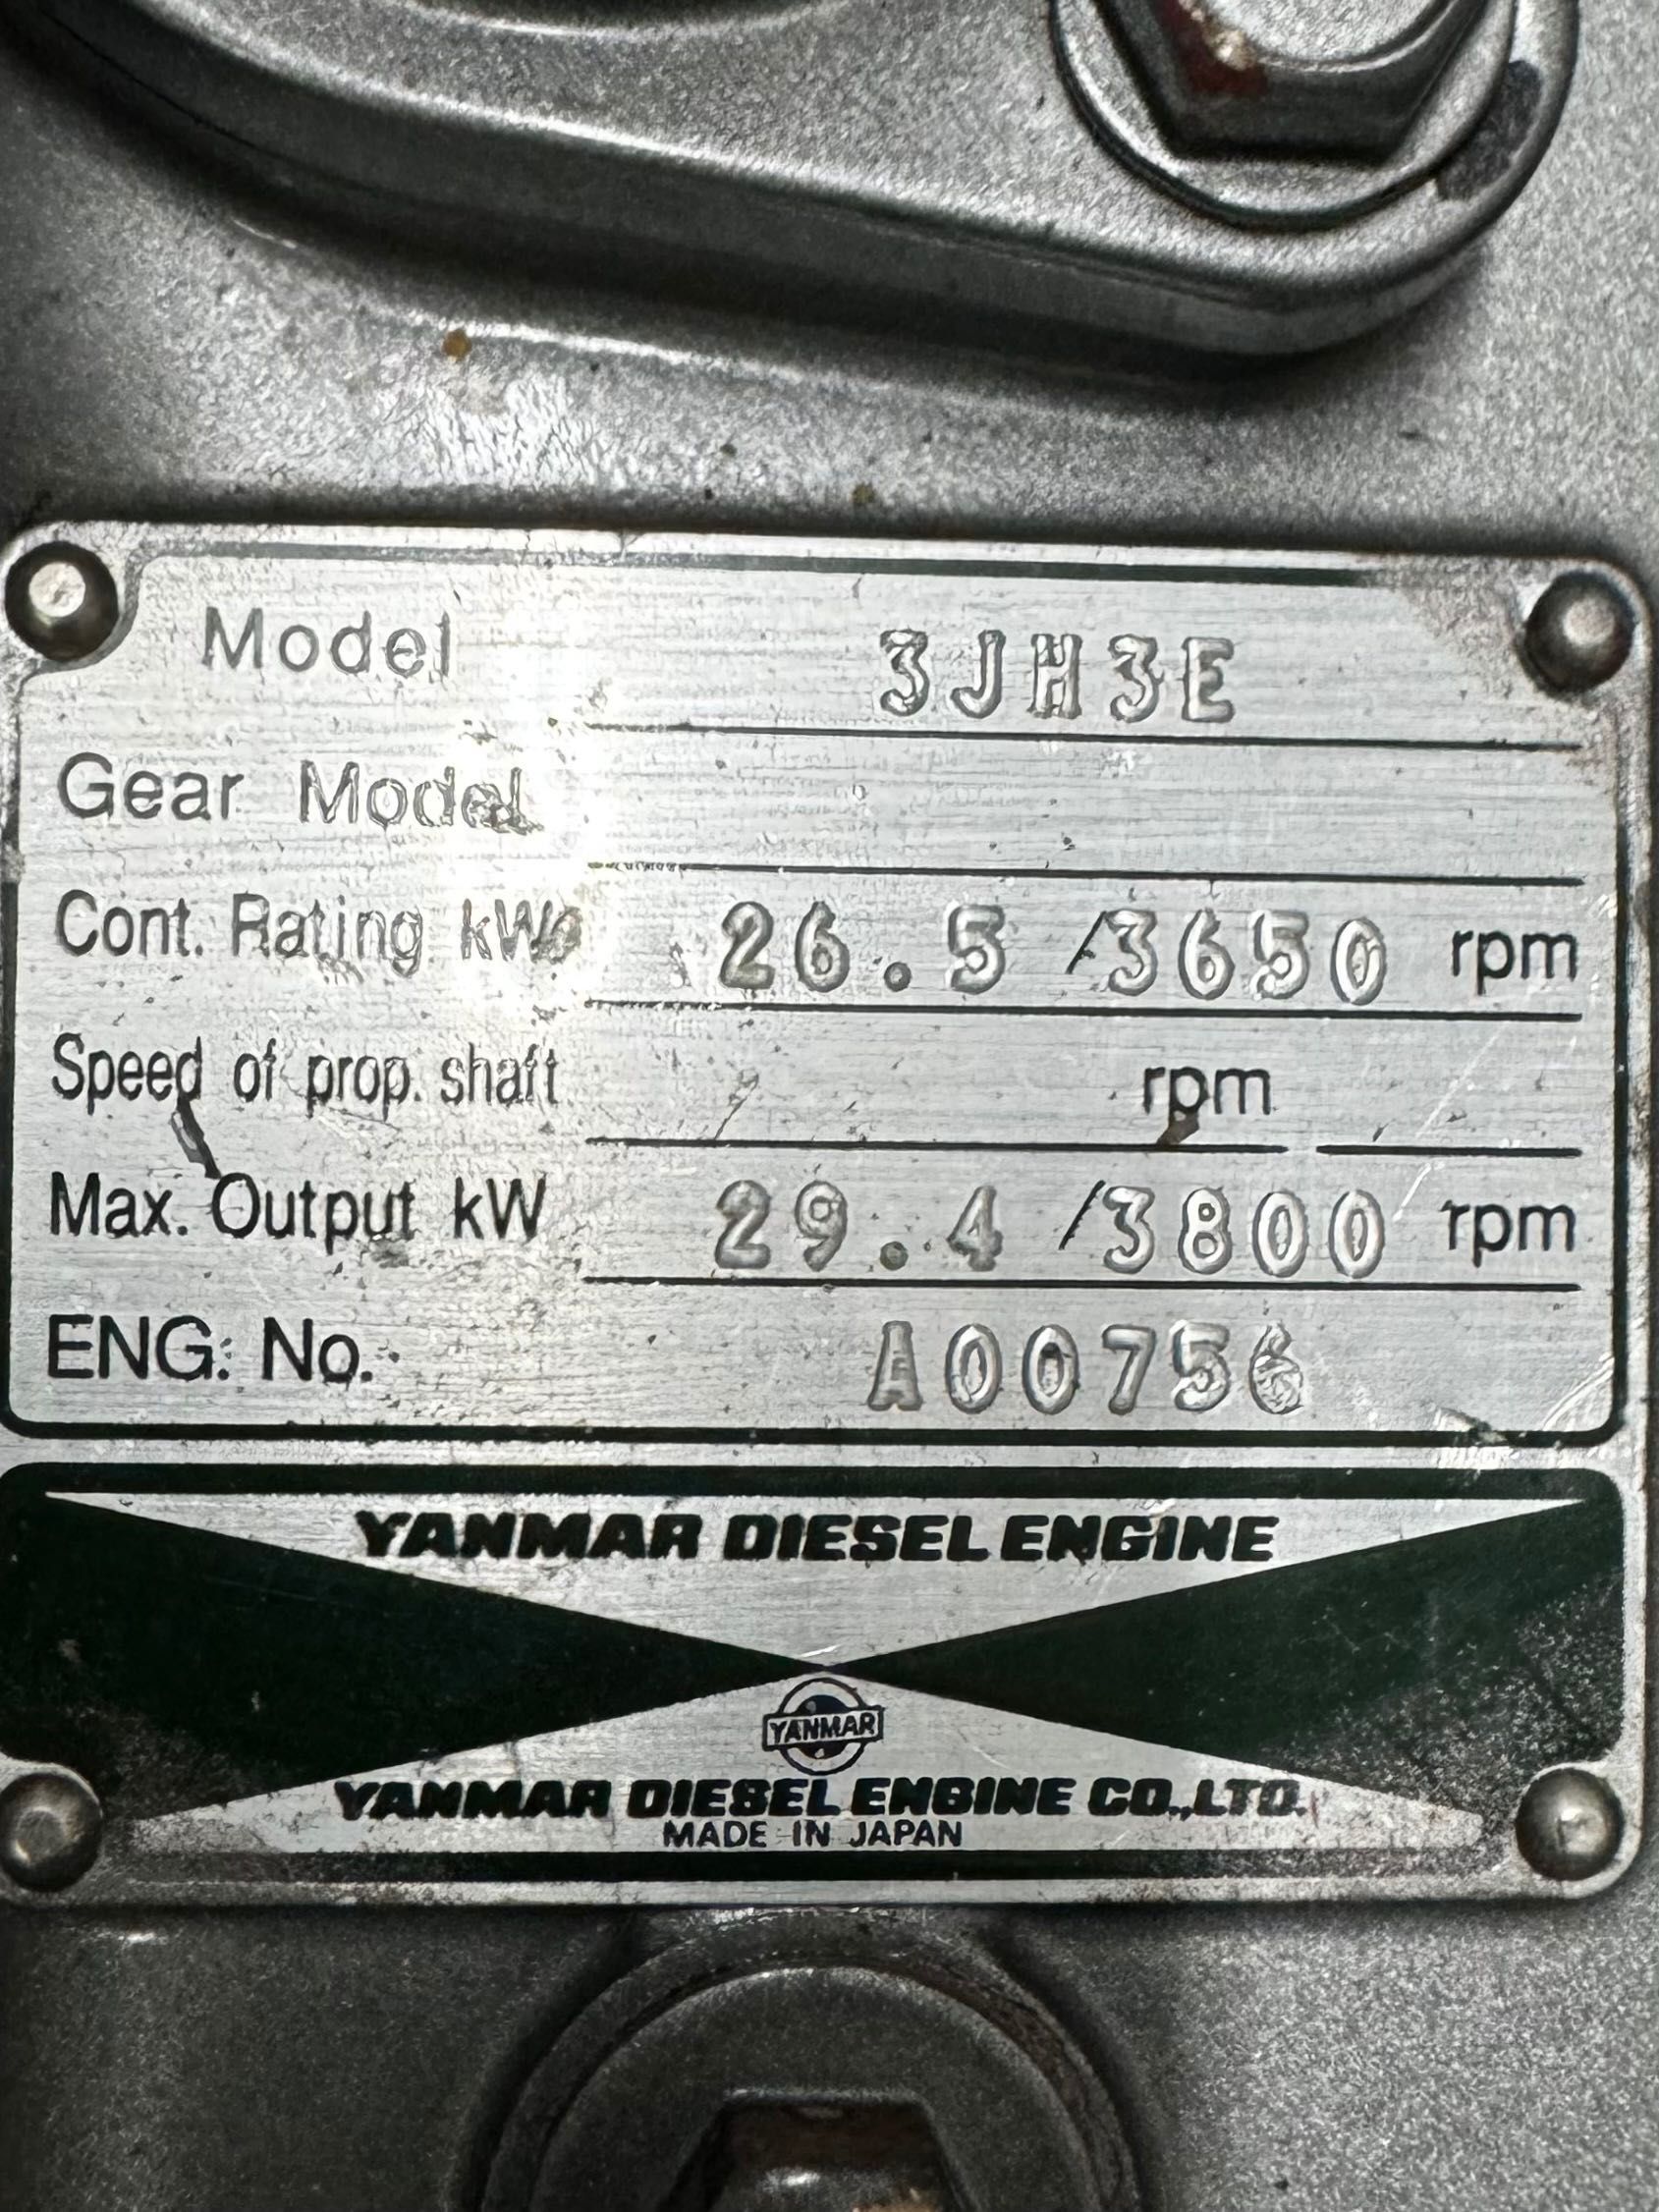 Model 3JH3E
Gear Model
Cont. Rating kW 26.5 /3650 rpm
Speed of prop. shaft rpm
Max. Output kW 29.4 /3800 rpm
ENG. No. A00756
YANMAR DIESEL ENGINE
YANMAR
YANMAR DIESEL ENGINE CO.,LTD.
MADE IN JAPAN